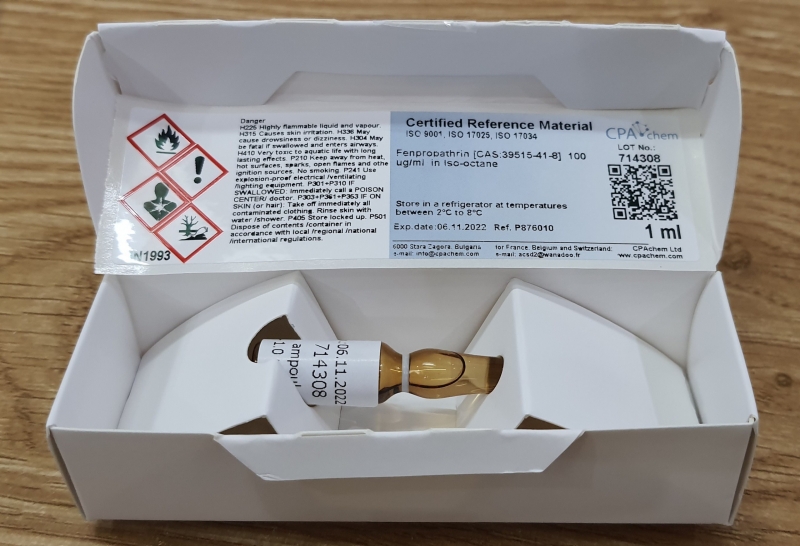 Danger
H225 Highly flammable liquid and vapour.
H315 Causes skin irritation. H336 May
cause drowsiness or dizziness. H304 May
be fatal if swallowed and enters airways.
H410 Very toxic to aquatic life with long
lasting effects. P210 Keep away from heat,
hot surfaces, sparks, open flames and othe
ignition sources. No smoking. P241 Use
explosion-proof electrical /ventilating
/lighting equipment. P301+P310 IF
SWALLOWED: Immediately call a POISON
CENTER/ doctor. P303+P361+P353 IF ON
SKIN (or hair): Take off immediately all
contaminated clothing. Rinse skin with
water /shower. P405 Store locked up. P501
Dispose of contents /container in
accordance with local /regional /national
/international regulations.
UN1993
Certified Reference Material
ISO 9001, ISO 17025, ISO 17034
Fenpropathrin [CAS:39515-41-8] 100
ug/ml in Iso-octane
Store in a refrigerator at temperatures
between 2°C to 8°C
Exp.date:06.11.2022 Ref. P876010
CPAchem
LOT No.:
714308
1 ml
6000 Stara Zagora, Bulgaria
e-mail: info@cpachem.com
for France, Belgium and Switzerland:
e-mail: acsd2@wanadoo.fr
CPAchem Ltd
www.cpachem.com
:06.11.2022
714308
ampoul